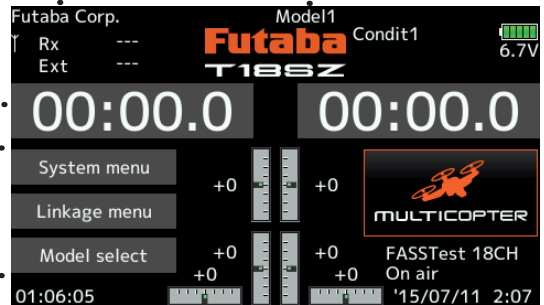 Futaba Corp.
Model1
Rx ---
Ext ---
Futaba
T18SZ
Condit1
6.7V
00:00.0
00:00.0
System menu
Linkage menu
Model select
+0
+0
+0
+0
+0
+0
MULTICOPTER
FASSTest 18CH
On air
01:06:05
'15/07/11 2:07